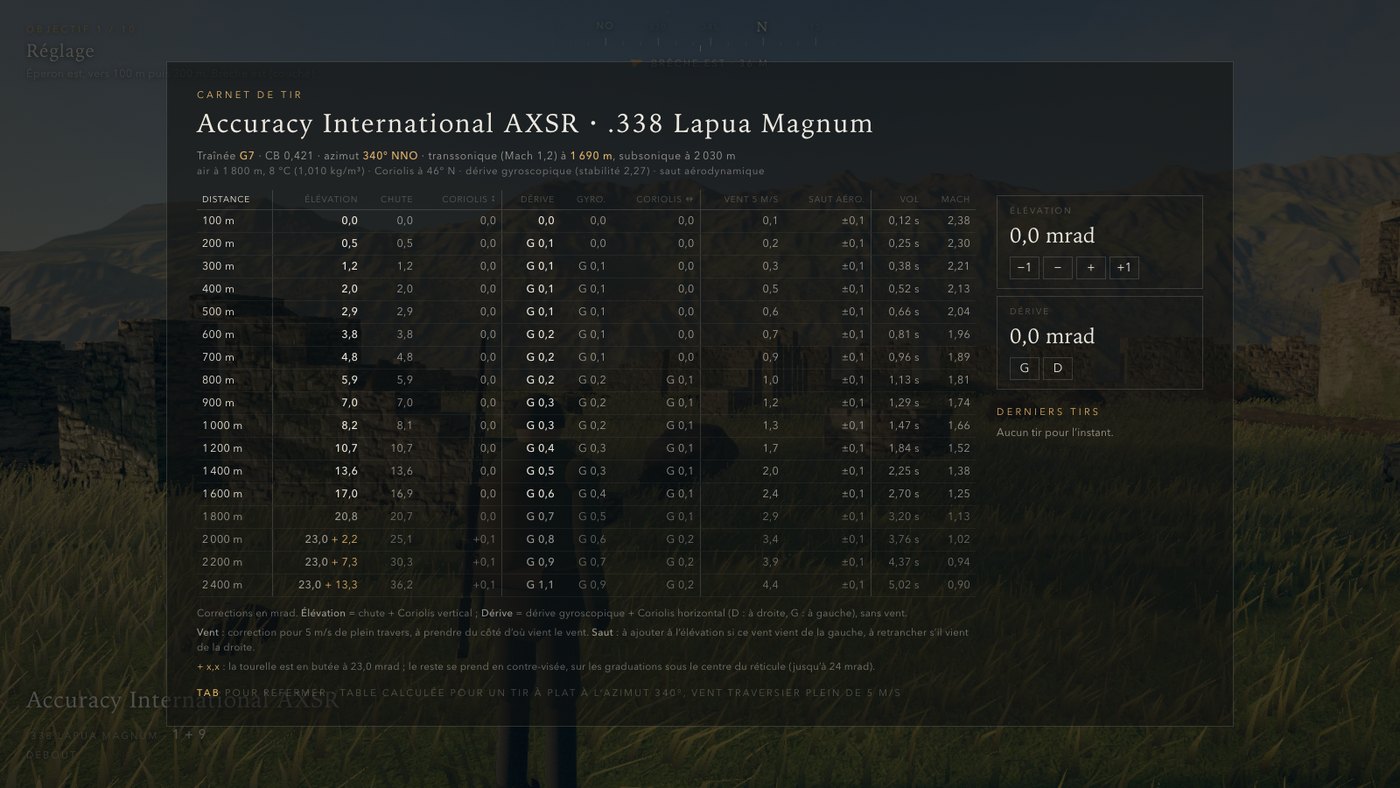 OBJECTIF 1 / 10
Réglage
Éperon est, vers 100 m puis 300 m. Brèche est (couché)
NO
N
BRÈCHE EST · 36 M
CARNET DE TIR
Accuracy International AXSR · .338 Lapua Magnum
Traînée G7 · CB 0,421 · azimut 340° NNO · transsonique (Mach 1,2) à 1 690 m, subsonique à 2 030 m
air à 1 800 m, 8 °C (1,010 kg/m³) · Coriolis à 46° N · dérive gyroscopique (stabilité 2,27) · saut aérodynamique
DISTANCE ÉLÉVATION CHUTE CORIOLIS ↕ DÉRIVE GYRO. CORIOLIS ↔ VENT 5 M/S SAUT AÉRO. VOL MACH
100 m 0,0 0,0 0,0 0,0 0,0 0,0 0,1 ±0,1 0,12 s 2,38
200 m 0,5 0,5 0,0 G 0,1 0,0 0,0 0,2 ±0,1 0,25 s 2,30
300 m 1,2 1,2 0,0 G 0,1 G 0,1 0,0 0,3 ±0,1 0,38 s 2,21
400 m 2,0 2,0 0,0 G 0,1 G 0,1 0,0 0,5 ±0,1 0,52 s 2,13
500 m 2,9 2,9 0,0 G 0,1 G 0,1 0,0 0,6 ±0,1 0,66 s 2,04
600 m 3,8 3,8 0,0 G 0,2 G 0,1 0,0 0,7 ±0,1 0,81 s 1,96
700 m 4,8 4,8 0,0 G 0,2 G 0,1 0,0 0,9 ±0,1 0,96 s 1,89
800 m 5,9 5,9 0,0 G 0,2 G 0,2 G 0,1 1,0 ±0,1 1,13 s 1,81
900 m 7,0 7,0 0,0 G 0,3 G 0,2 G 0,1 1,2 ±0,1 1,29 s 1,74
1 000 m 8,2 8,1 0,0 G 0,3 G 0,2 G 0,1 1,3 ±0,1 1,47 s 1,66
1 200 m 10,7 10,7 0,0 G 0,4 G 0,3 G 0,1 1,7 ±0,1 1,84 s 1,52
1 400 m 13,6 13,6 0,0 G 0,5 G 0,3 G 0,1 2,0 ±0,1 2,25 s 1,38
1 600 m 17,0 16,9 0,0 G 0,6 G 0,4 G 0,1 2,4 ±0,1 2,70 s 1,25
1 800 m 20,8 20,7 0,0 G 0,7 G 0,5 G 0,1 2,9 ±0,1 3,20 s 1,13
2 000 m 23,0 + 2,2 25,1 +0,1 G 0,8 G 0,6 G 0,2 3,4 ±0,1 3,76 s 1,02
2 200 m 23,0 + 7,3 30,3 +0,1 G 0,9 G 0,7 G 0,2 3,9 ±0,1 4,37 s 0,94
2 400 m 23,0 + 13,3 36,2 +0,1 G 1,1 G 0,9 G 0,2 4,4 ±0,1 5,02 s 0,90
Corrections en mrad. Élévation = chute + Coriolis vertical ; Dérive = dérive gyroscopique + Coriolis horizontal (D : à droite, G : à gauche), sans vent.
Vent : correction pour 5 m/s de plein travers, à prendre du côté d'où vient le vent. Saut : à ajouter à l'élévation si ce vent vient de la gauche, à retrancher s'il vient
de la droite.
+ x,x : la tourelle est en butée à 23,0 mrad ; le reste se prend en contre-visée, sur les graduations sous le centre du réticule (jusqu'à 24 mrad).
TAB POUR REFERMER · TABLE CALCULÉE POUR UN TIR À PLAT À L'AZIMUT 340°, VENT TRAVERSIER PLEIN DE 5 M/S
ÉLÉVATION
0,0 mrad
−1 − + +1
DÉRIVE
0,0 mrad
G D
DERNIERS TIRS
Aucun tir pour l'instant.
Accuracy International AXSR
.338 LAPUA MAGNUM · 1 + 9
DEBOUT